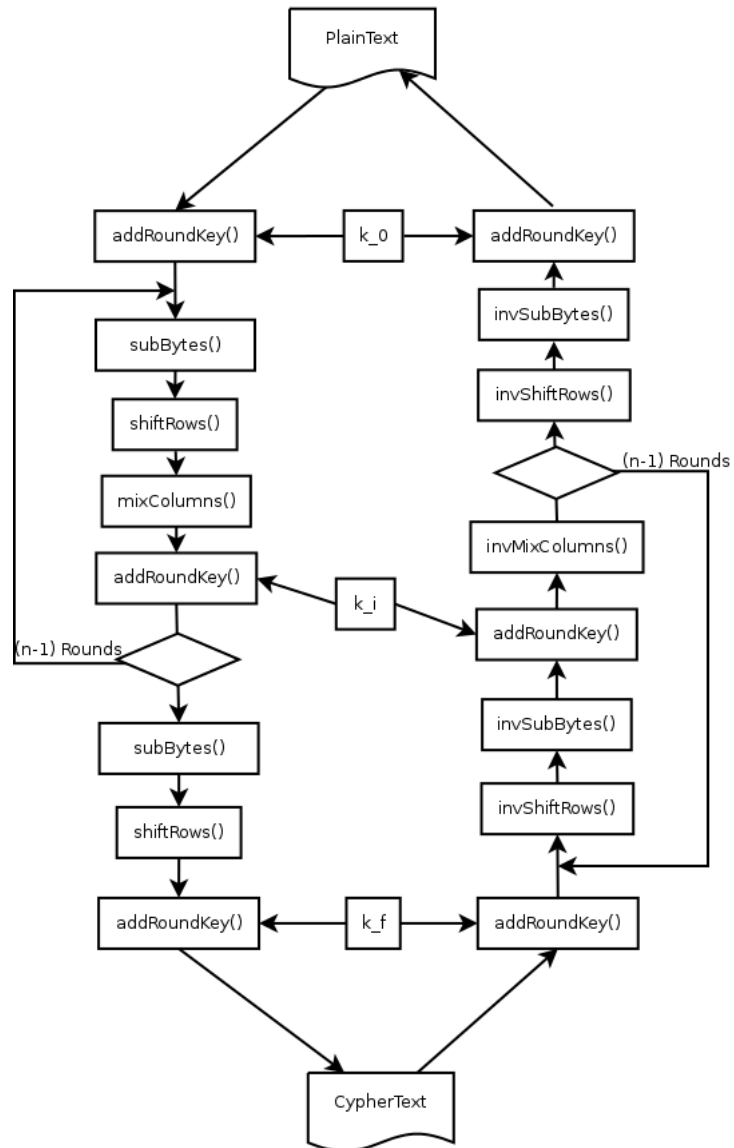 PlainText
addRoundKey()
k_0
addRoundKey()
invSubBytes()
subBytes()
invShiftRows()
shiftRows()
(n-1) Rounds
mixColumns()
invMixColumns()
addRoundKey()
k_i
addRoundKey()
(n-1) Rounds
invSubBytes()
subBytes()
invShiftRows()
shiftRows()
addRoundKey()
k_f
addRoundKey()
CypherText